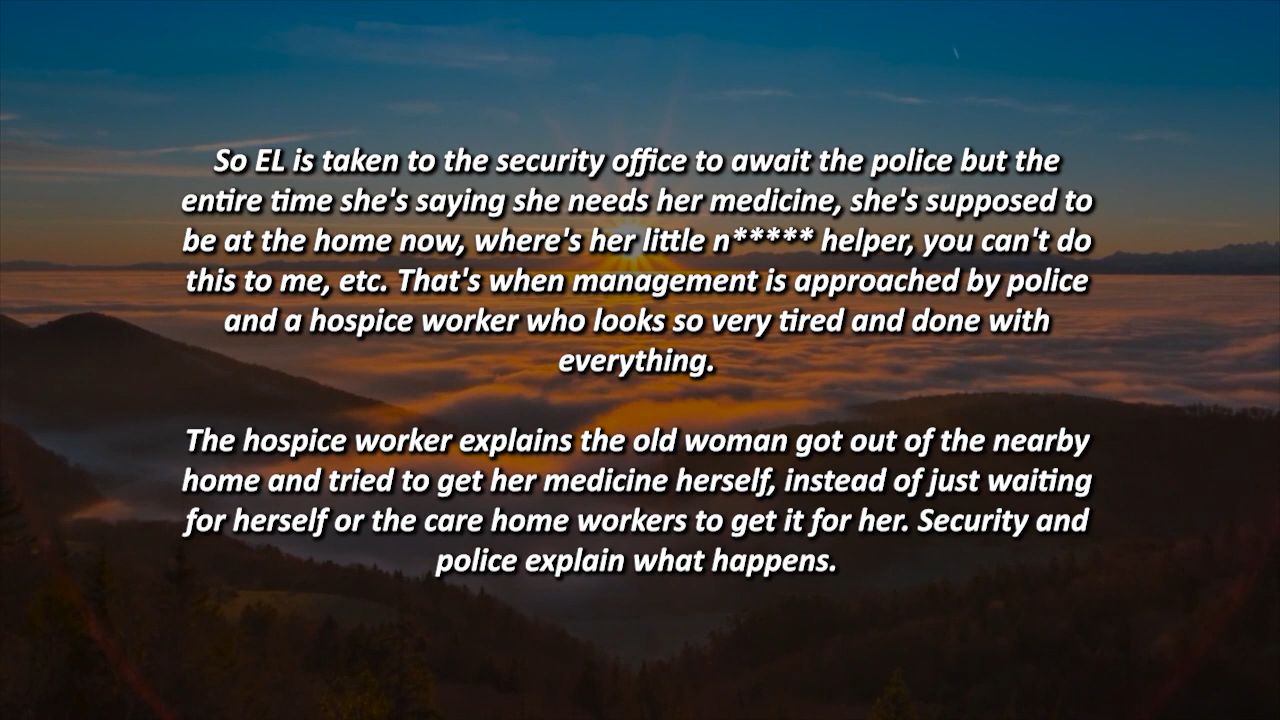 So EL is taken to the security office to await the police but the
entire time she's saying she needs her medicine, she's supposed to
be at the home now, where's her little n***** helper, you can't do
this to me, etc. That's when management is approached by police
and a hospice worker who looks so very tired and done with
everything.
The hospice worker explains the old woman got out of the nearby
home and tried to get her medicine herself, instead of just waiting
for herself or the care home workers to get it for her. Security and
police explain what happens.